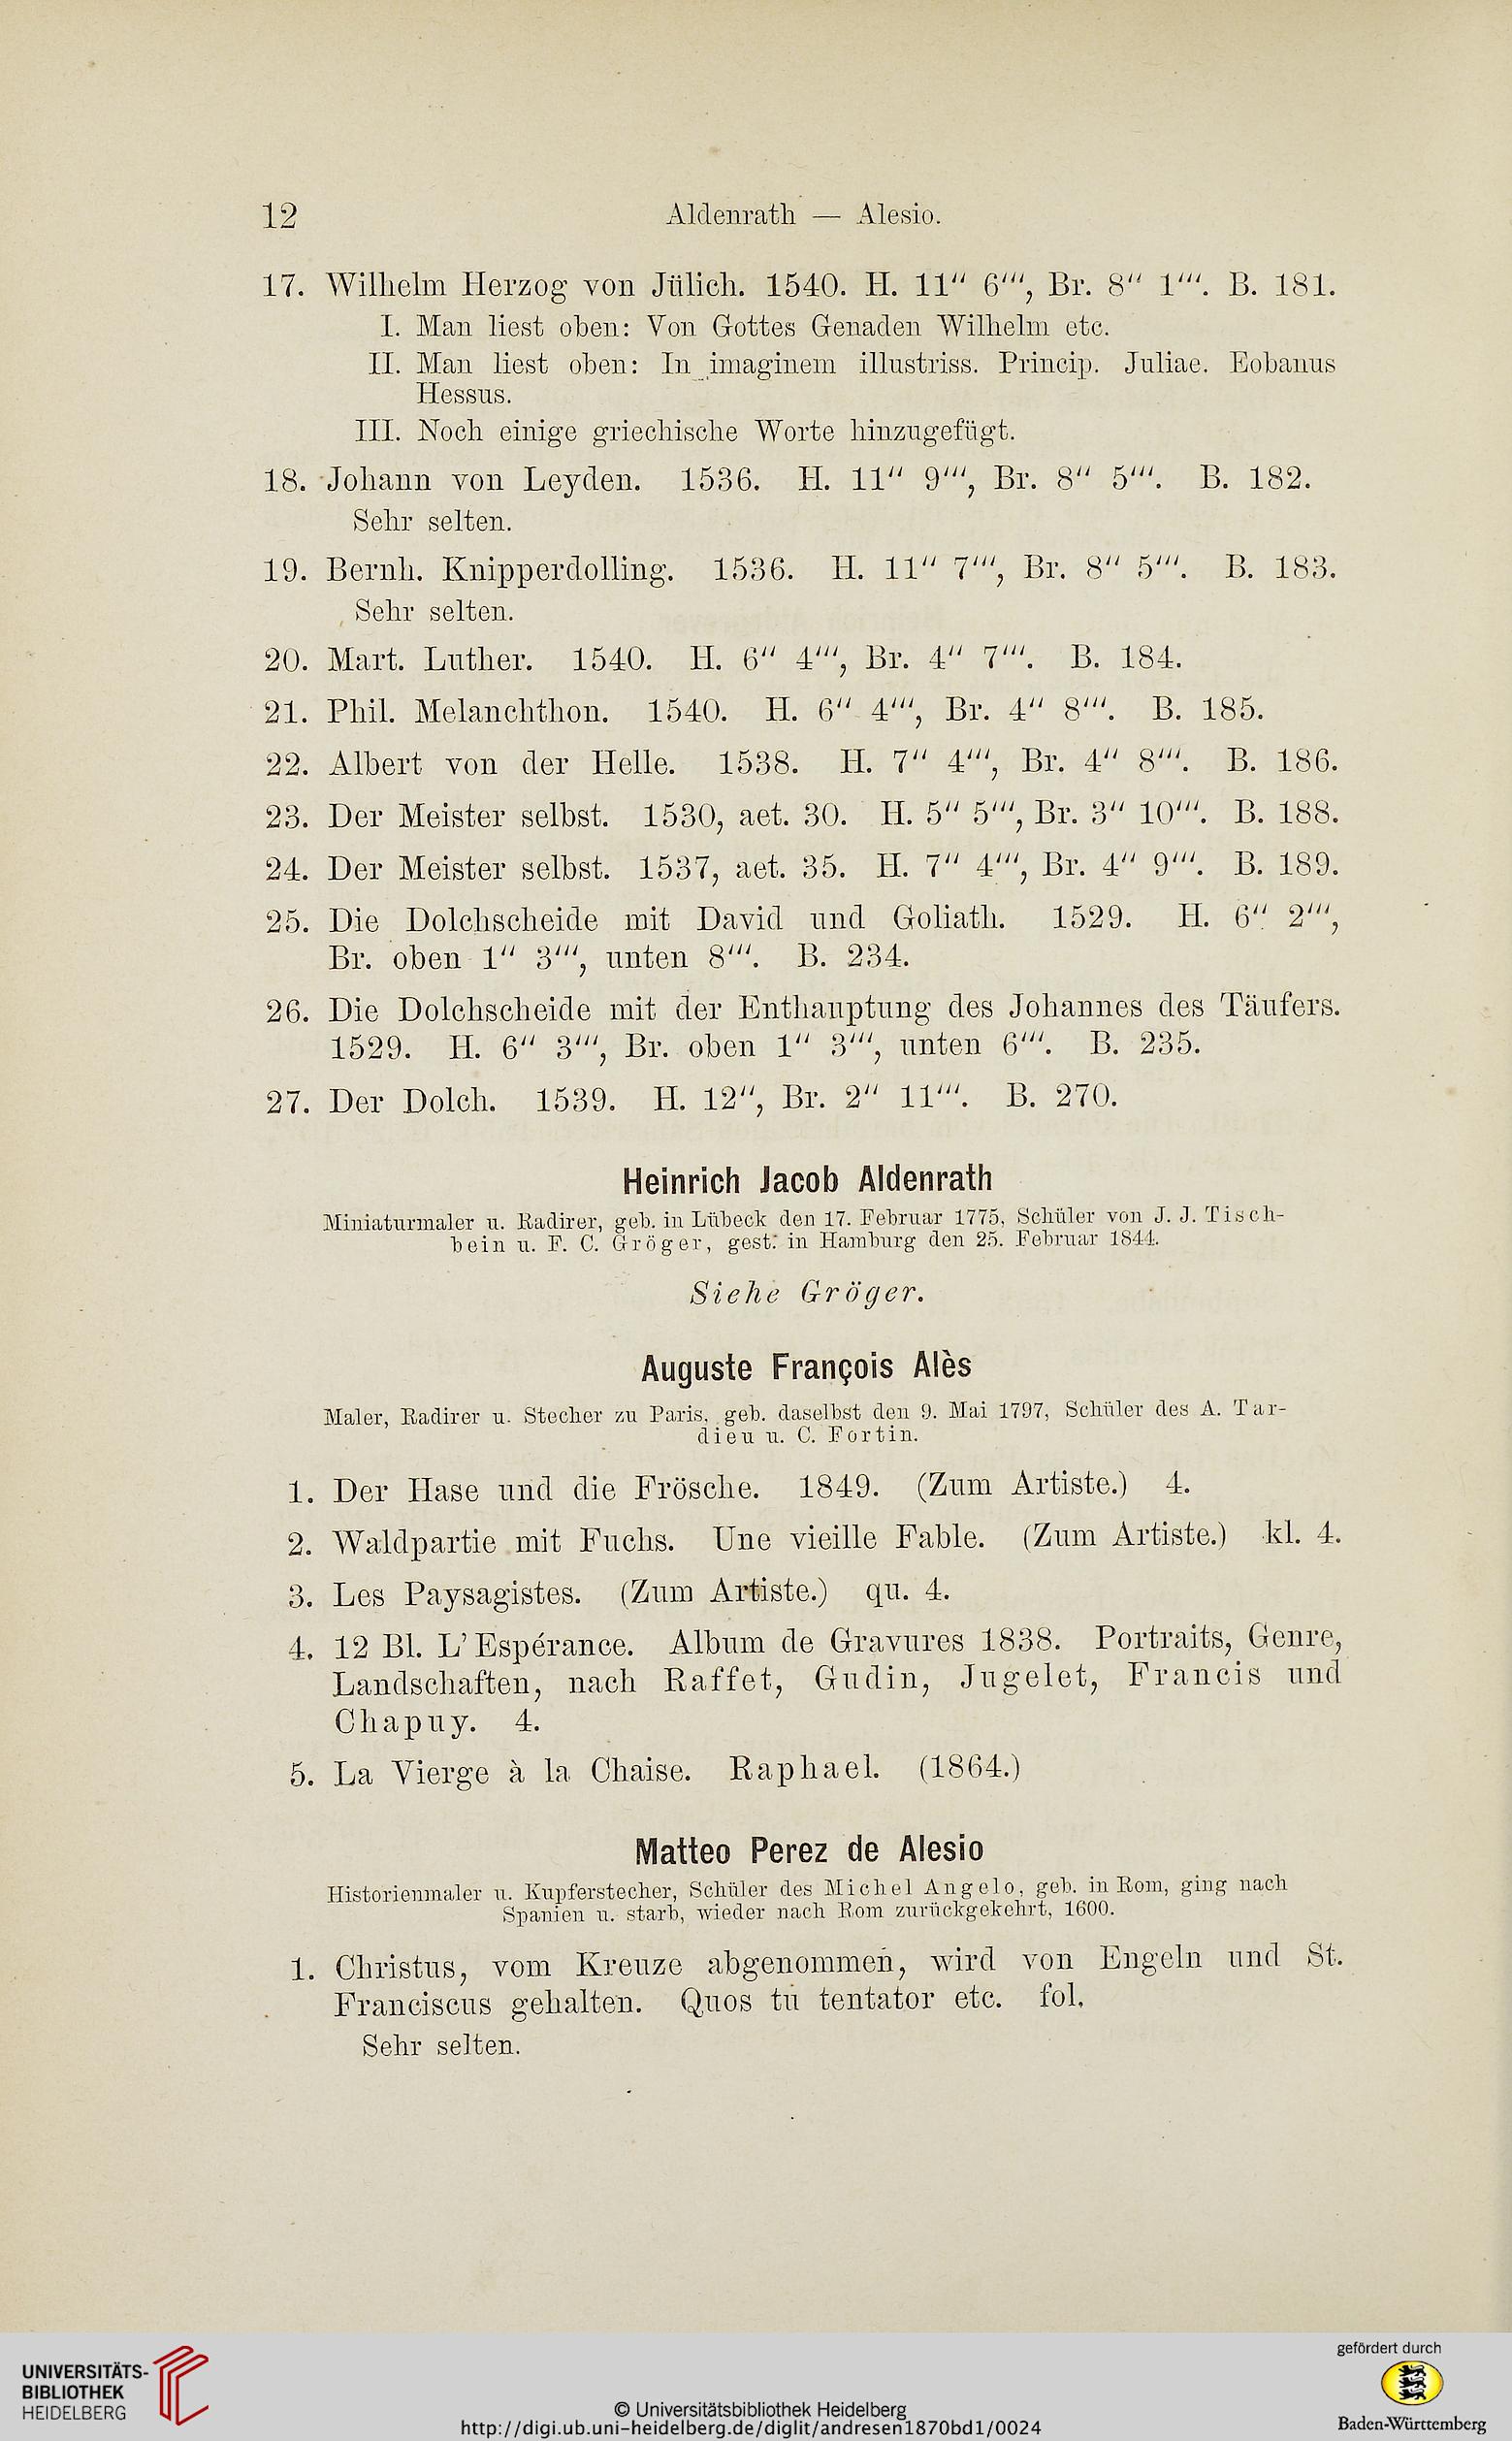 12
Aldenrath — Alesio.
17. Wilhelm Herzog von Jülich. 1540. H. 11″ 6‴, Br. 8″ 1‴. B. 181.
I. Man liest oben: Von Gottes Genaden Wilhelm etc.
II. Man liest oben: In imaginem illustriss. Princip. Juliae. Eobanus
Hessus.
III. Noch einige griechische Worte hinzugefügt.
18. Johann von Leyden. 1536. H. 11″ 9‴, Br. 8″ 5‴. B. 182.
Sehr selten.
19. Bernh. Knipperdolling. 1536. H. 11″ 7‴, Br. 8″ 5‴. B. 183.
Sehr selten.
20. Mart. Luther. 1540. H. 6″ 4‴, Br. 4″ 7‴. B. 184.
21. Phil. Melanchthon. 1540. H. 6″ 4‴, Br. 4″ 8‴. B. 185.
22. Albert von der Helle. 1538. H. 7″ 4‴, Br. 4″ 8‴. B. 186.
23. Der Meister selbst. 1530, aet. 30. H. 5″ 5‴, Br. 3″ 10‴. B. 188.
24. Der Meister selbst. 1537, aet. 35. H. 7″ 4‴, Br. 4″ 9‴. B. 189.
25. Die Dolchscheide mit David und Goliath. 1529. H. 6″ 2‴,
Br. oben 1″ 3‴, unten 8‴. B. 234.
26. Die Dolchscheide mit der Enthauptung des Johannes des Täufers.
1529. H. 6″ 3‴, Br. oben 1″ 3‴, unten 6‴. B. 235.
27. Der Dolch. 1539. H. 12″, Br. 2″ 11‴. B. 270.
Heinrich Jacob Aldenrath
Miniaturmaler u. Radirer, geb. in Lübeck den 17. Februar 1775, Schüler von J. J. Tisch-
bein u. F. C. Gröger, gest. in Hamburg den 25. Februar 1844.
Siehe Gröger.
Auguste François Alès
Maler, Radirer u. Stecher zu Paris, geb. daselbst den 9. Mai 1797, Schüler des A. Tar-
dieu u. C. Fortin.
1. Der Hase und die Frösche. 1849. (Zum Artiste.) 4.
2. Waldpartie mit Fuchs. Une vieille Fable. (Zum Artiste.) kl. 4.
3. Les Paysagistes. (Zum Artiste.) qu. 4.
4. 12 Bl. L'Espérance. Album de Gravures 1838. Portraits, Genre,
Landschaften, nach Raffet, Gudin, Jugelet, Francis und
Chapuy. 4.
5. La Vierge à la Chaise. Raphael. (1864.)
Matteo Perez de Alesio
Historienmaler u. Kupferstecher, Schüler des Michel Angelo, geb. in Rom, ging nach
Spanien u. starb, wieder nach Rom zurückgekehrt, 1600.
1. Christus, vom Kreuze abgenommen, wird von Engeln und St.
Franciscus gehalten. Quos tu tentator etc. fol.
Sehr selten.
UNIVERSITÄTS-
BIBLIOTHEK
HEIDELBERG
© Universitätsbibliothek Heidelberg
http://digi.ub.uni-heidelberg.de/diglit/andresen1870bd1/0024
gefördert durch
Baden-Württemberg